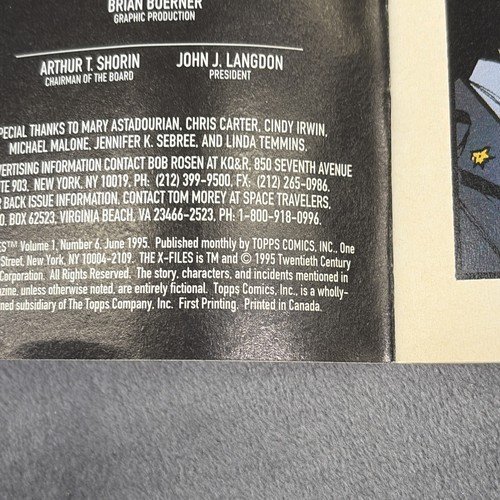 BRIAN BOERNER
GRAPHIC PRODUCTION
ARTHUR T. SHORIN
CHAIRMAN OF THE BOARD
JOHN J. LANGDON
PRESIDENT
PECIAL THANKS TO MARY ASTADOURIAN, CHRIS CARTER, CINDY IRWIN,
MICHAEL MALONE, JENNIFER K. SEBREE, AND LINDA TEMMINS.
ERTISING INFORMATION CONTACT BOB ROSEN AT KQ&R, 850 SEVENTH AVENUE
TE 903, NEW YORK, NY 10019, PH: (212) 399-9500, FX: (212) 265-0986.
R BACK ISSUE INFORMATION, CONTACT TOM MOREY AT SPACE TRAVELERS,
O. BOX 62523, VIRGINIA BEACH, VA 23466-2523, PH: 1-800-918-0996.
ES™ Volume 1, Number 6, June 1995. Published monthly by TOPPS COMICS, INC., One
Street, New York, NY 10004-2109. THE X-FILES is TM and © 1995 Twentieth Century
Corporation. All Rights Reserved. The story, characters, and incidents mentioned in
zine, unless otherwise noted, are entirely fictional. Topps Comics, Inc., is a wholly-
ned subsidiary of The Topps Company, Inc. First Printing. Printed in Canada.